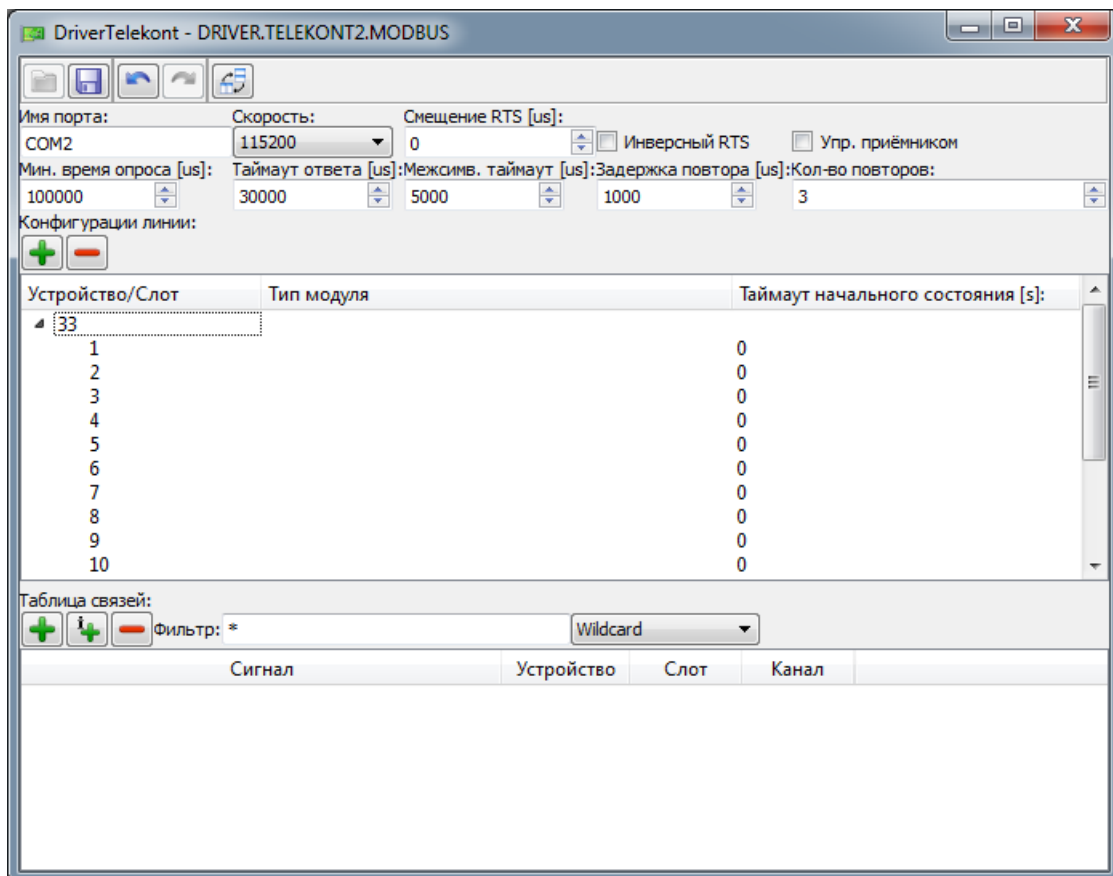 DriverTelekont - DRIVER.TELEKONT2.MODBUS
Имя порта: Скорость: Смещение RTS [us]:
COM2 115200 0 Инверсный RTS Упр. приёмником
Мин. время опроса [us]: Таймаут ответа [us]: Межсимв. таймаут [us]: Задержка повтора [us]: Кол-во повторов:
100000 30000 5000 1000 3
Конфигурации линии:
Устройство/Слот Тип модуля Таймаут начального состояния [s]:
33
1 0
2 0
3 0
4 0
5 0
6 0
7 0
8 0
9 0
10 0
Таблица связей:
Фильтр: * Wildcard
Сигнал Устройство Слот Канал